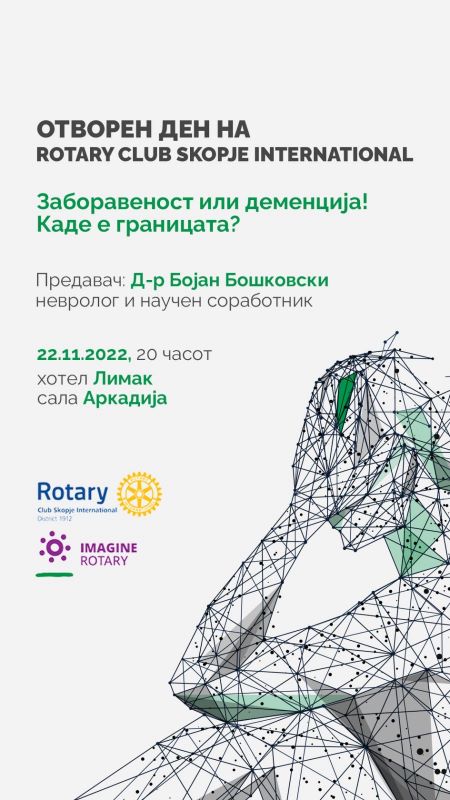 ОТВОРЕН ДЕН НА
ROTARY CLUB SKOPJE INTERNATIONAL
Заборавеност или деменција!
Каде е границата?
Предавач: Д-р Бојан Бошковски
невролог и научен соработник
22.11.2022, 20 часот
хотел Лимак
сала Аркадија
Rotary
Club Skopje International
District 1912
IMAGINE
ROTARY